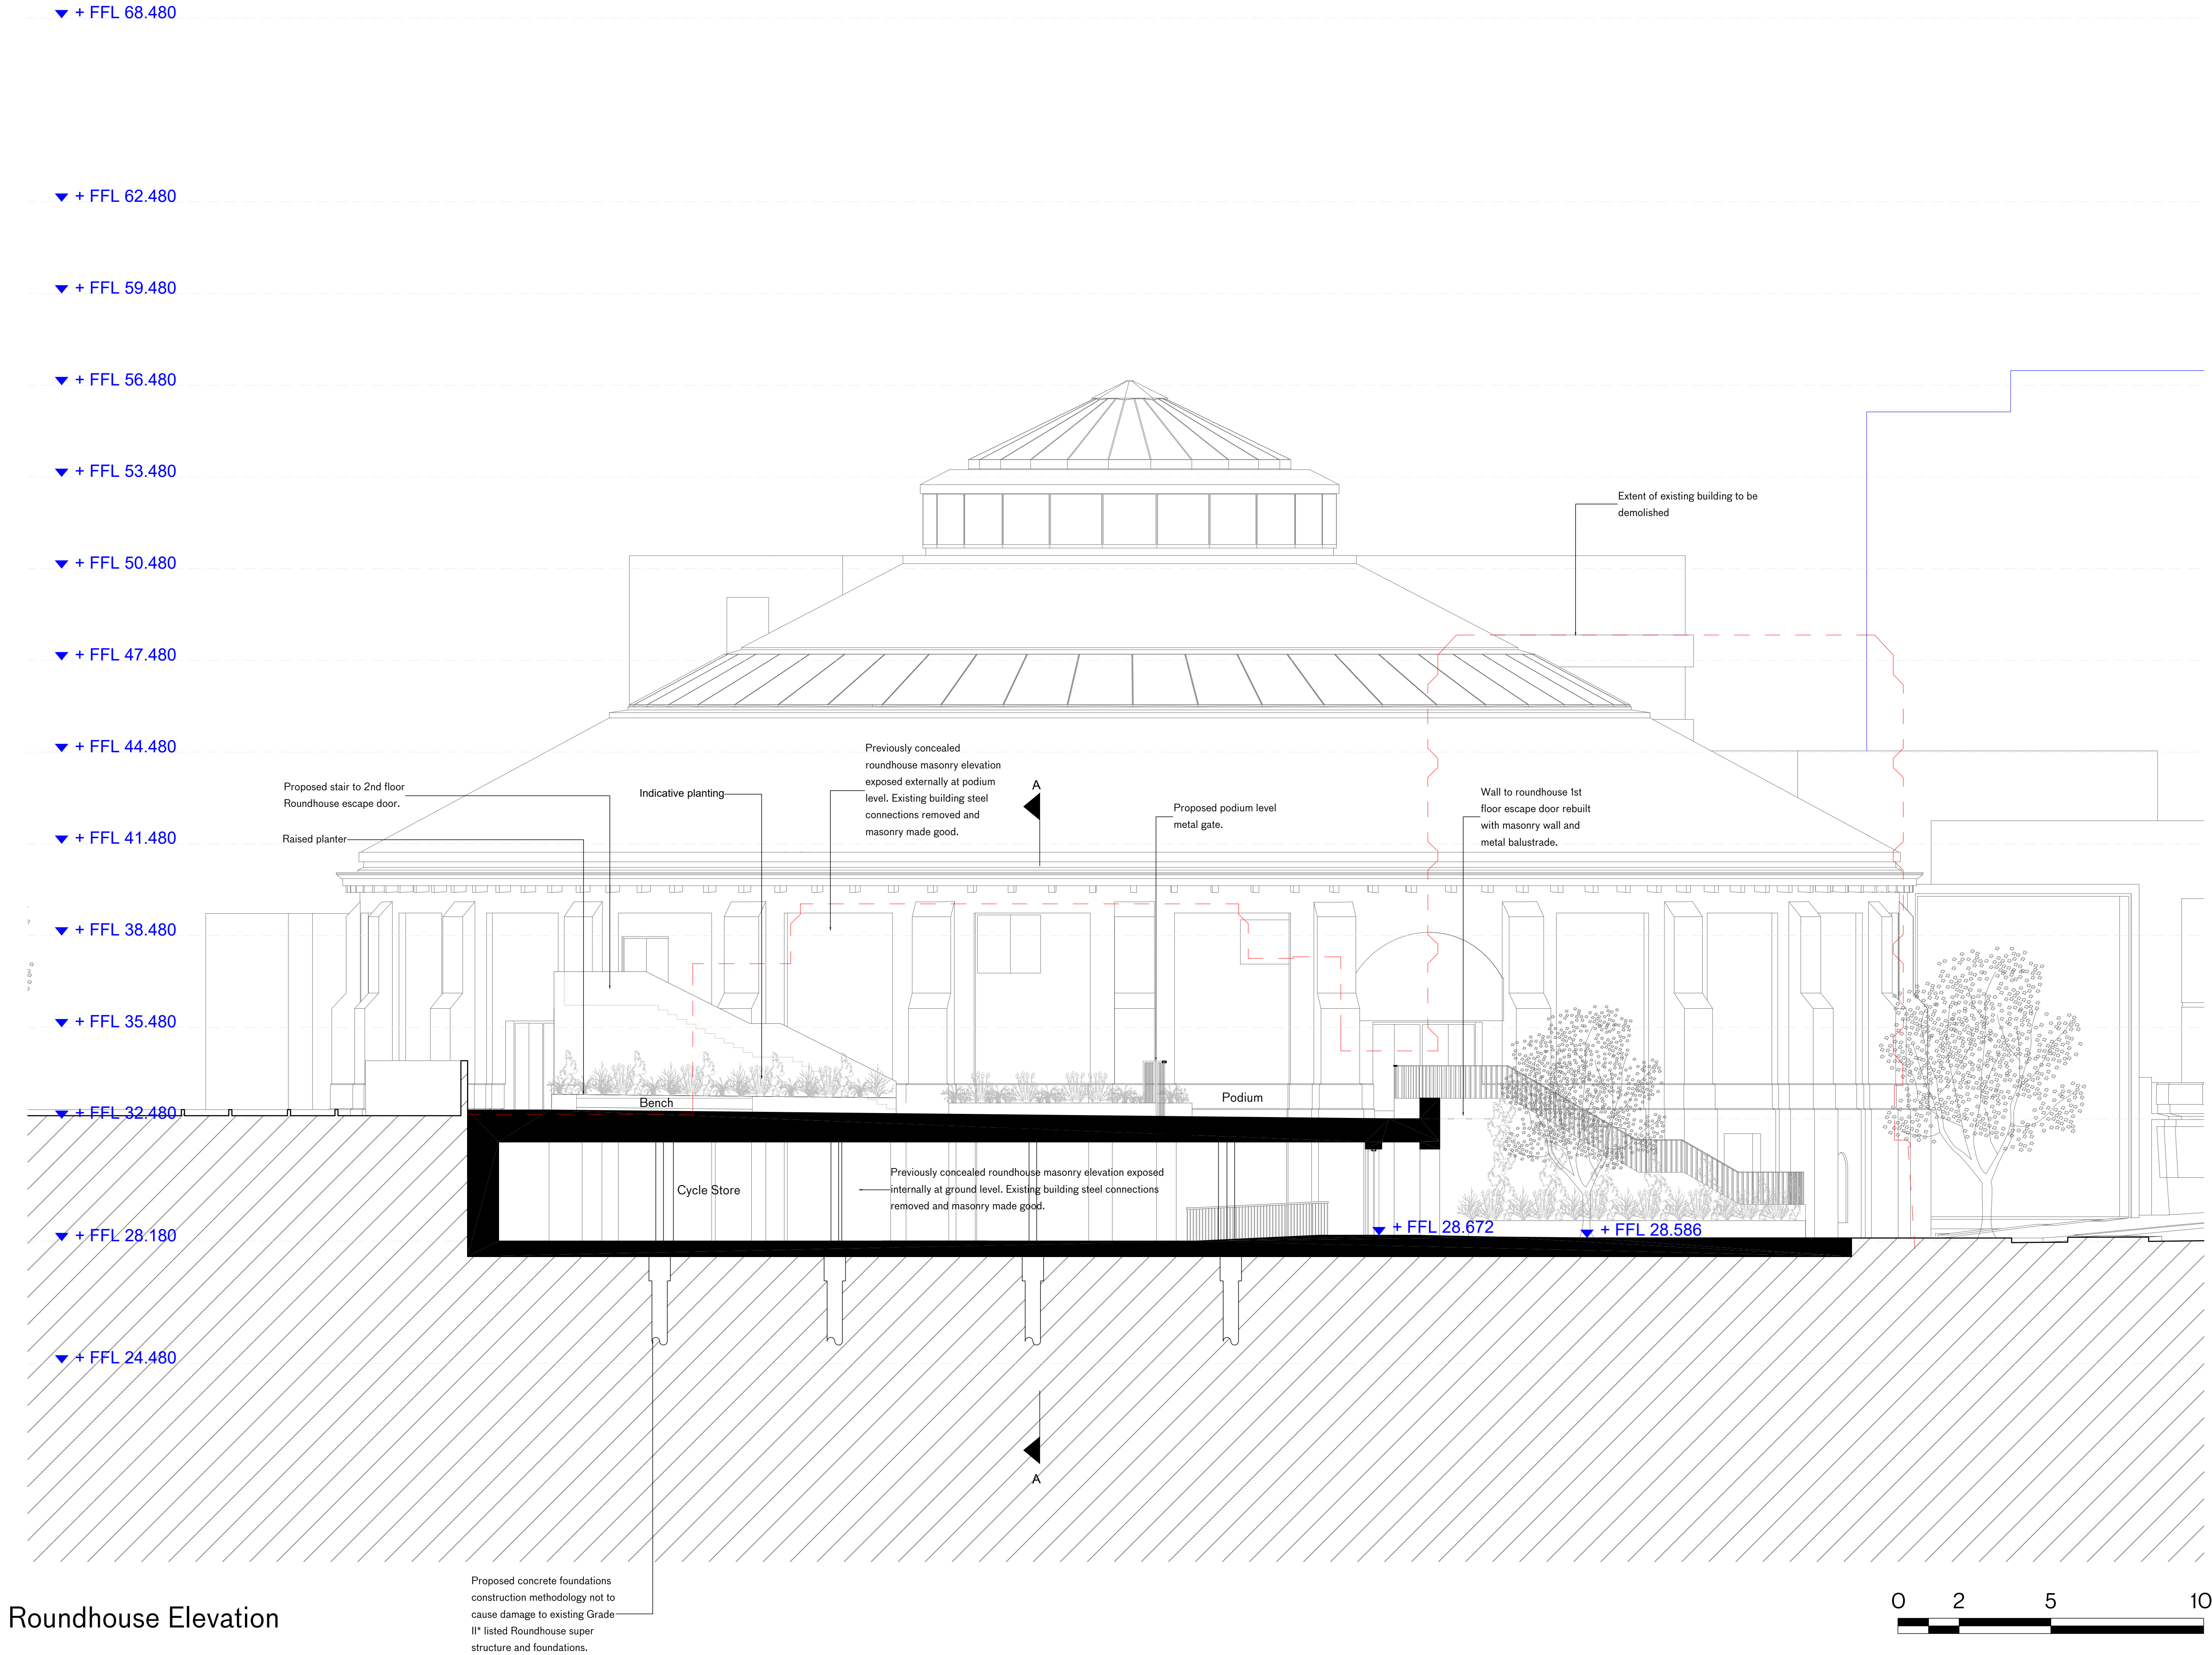 + FFL 68.480
+ FFL 62.480
+ FFL 59.480
+ FFL 56.480
+ FFL 53.480
+ FFL 50.480
+ FFL 47.480
+ FFL 44.480
+ FFL 41.480
+ FFL 38.480
+ FFL 35.480
+ FFL 32.480
+ FFL 28.180
+ FFL 24.480
Extent of existing building to be
demolished
Proposed stair to 2nd floor
Roundhouse escape door.
Raised planter
Indicative planting
Previously concealed
roundhouse masonry elevation
exposed externally at podium
level. Existing building steel
connections removed and
masonry made good.
A
Proposed podium level
metal gate.
Wall to roundhouse 1st
floor escape door rebuilt
with masonry wall and
metal balustrade.
Bench
Podium
Cycle Store
Previously concealed roundhouse masonry elevation exposed
internally at ground level. Existing building steel connections
removed and masonry made good.
+ FFL 28.672
+ FFL 28.586
A
Proposed concrete foundations
construction methodology not to
cause damage to existing Grade
II* listed Roundhouse super
structure and foundations.
Roundhouse Elevation
0 2 5 10